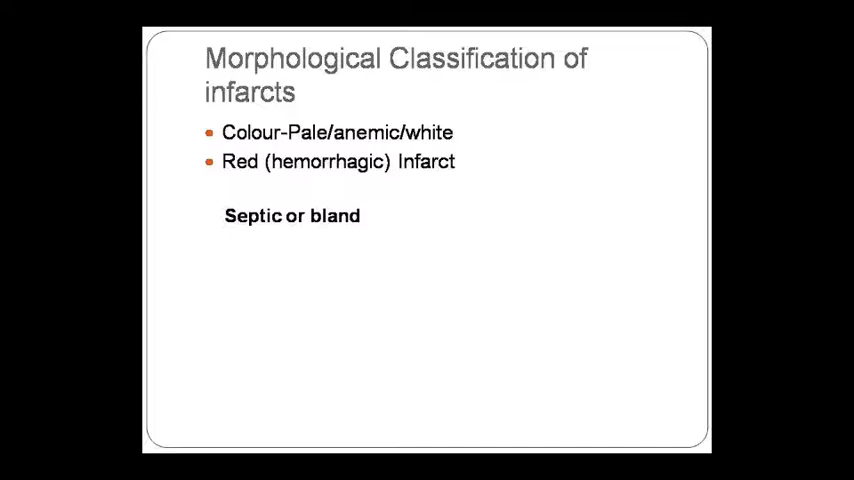 Morphological Classification of
infarcts
Colour-Pale/anemic/white
Red (hemorrhagic) Infarct
Septic or bland